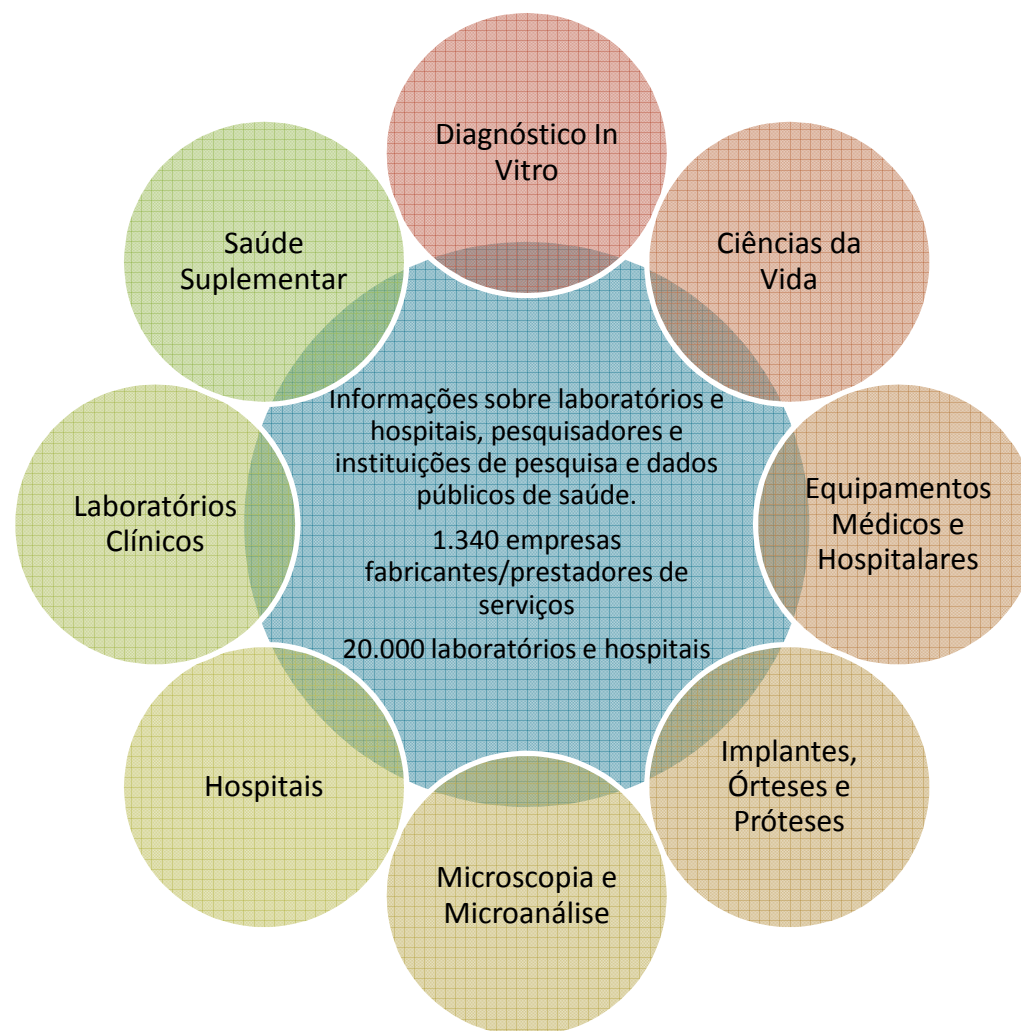 Diagnóstico In
Vitro
Ciências da
Vida
Equipamentos
Médicos e
Hospitalares
Implantes,
Órteses e
Próteses
Microscopia e
Microanálise
Hospitais
Laboratórios
Clínicos
Saúde
Suplementar
Informações sobre laboratórios e
hospitais, pesquisadores e
instituições de pesquisa e dados
públicos de saúde.
1.340 empresas
fabricantes/prestadores de
serviços
20.000 laboratórios e hospitais